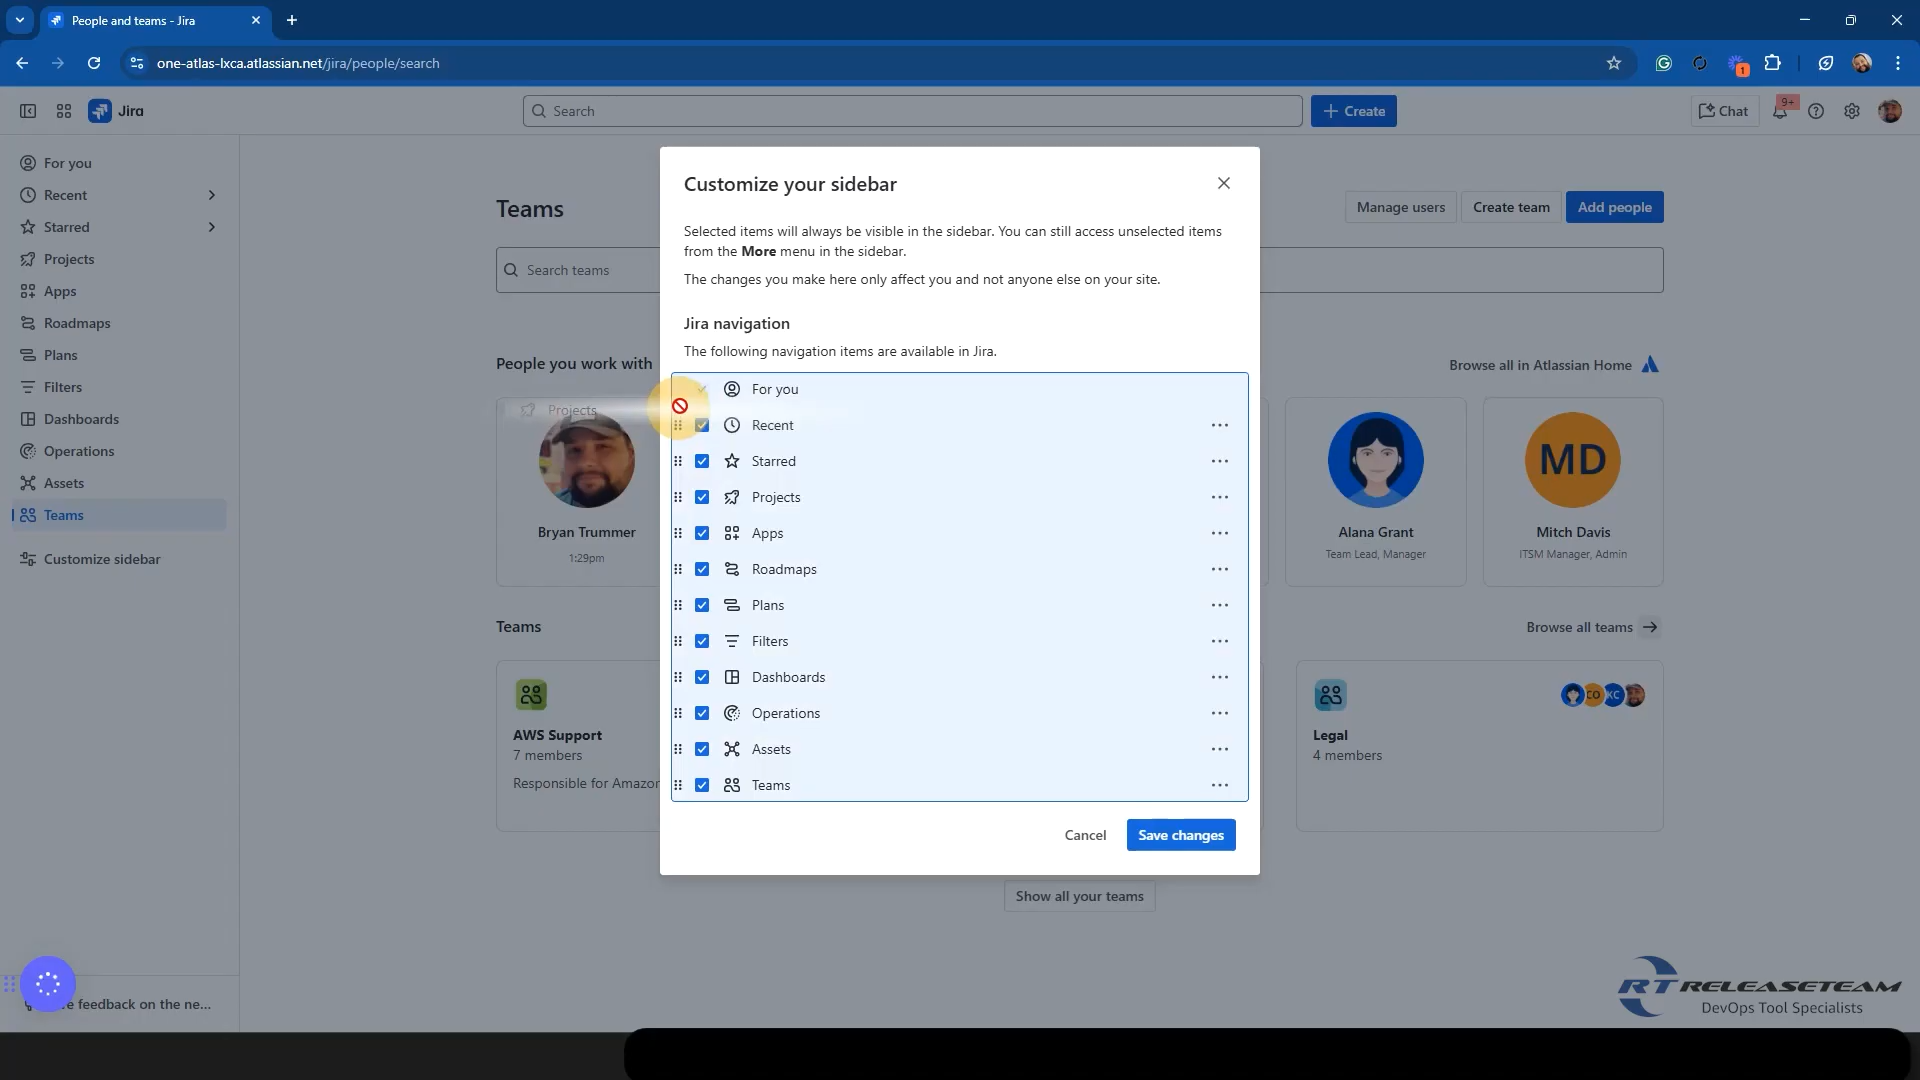 People and teams - Jira
one-atlas-lxca.atlassian.net/jira/people/search
1
Jira
Search
Create
Chat
9+
For you
Recent
Starred
Projects
Apps
Roadmaps
Plans
Filters
Dashboards
Operations
Assets
Teams
Customize sidebar
e feedback on the ne...
Teams
Manage users
Create team
Add people
Search teams
People you work with
Browse all in Atlassian Home
Projects
Bryan Trummer
1:29pm
Alana Grant
Team Lead, Manager
MD
Mitch Davis
ITSM Manager, Admin
Teams
Browse all teams
AWS Support
7 members
Responsible for Amazor
CO
KC
Legal
4 members
Show all your teams
Customize your sidebar
Selected items will always be visible in the sidebar. You can still access unselected items
from the More menu in the sidebar.
The changes you make here only affect you and not anyone else on your site.
Jira navigation
The following navigation items are available in Jira.
For you
Recent
Starred
Projects
Apps
Roadmaps
Plans
Filters
Dashboards
Operations
Assets
Teams
Cancel
Save changes
RT RELEASETEAM
DevOps Tool Specialists